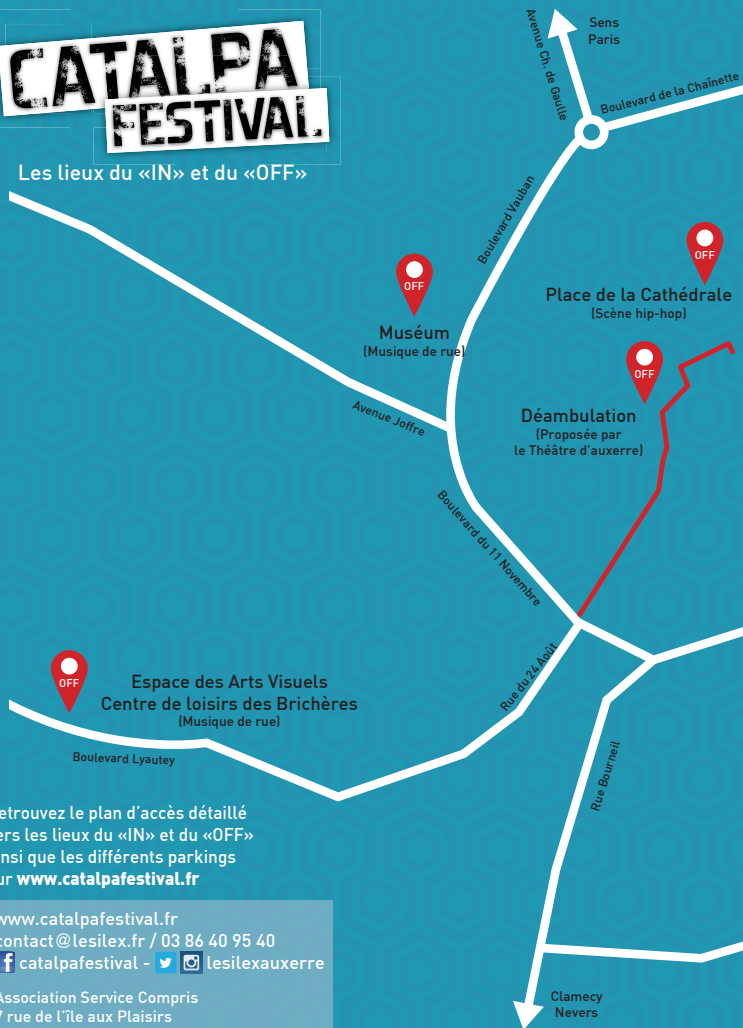 CATALPA
FESTIVAL
Les lieux du «IN» et du «OFF»
Sens
Paris
Avenue Ch. de Gaulle
Boulevard de la Chaînette
Boulevard Vauban
OFF
Place de la Cathédrale
(Scène hip-hop)
OFF
Muséum
(Musique de rue)
OFF
Déambulation
(Proposée par
le Théâtre d'auxerre)
Avenue Joffre
Boulevard du 11 Novembre
Rue du 24 Août
OFF
Espace des Arts Visuels
Centre de loisirs des Brichères
(Musique de rue)
Boulevard Lyautey
Rue Bourneil
etrouvez le plan d'accès détaillé
ers les lieux du «IN» et du «OFF»
insi que les différents parkings
ur www.catalpafestival.fr
www.catalpafestival.fr
contact@lesilex.fr / 03 86 40 95 40
f catalpafestival - lesilexauxerre
Association Service Compris
7 rue de l'île aux Plaisirs
Clamecy
Nevers